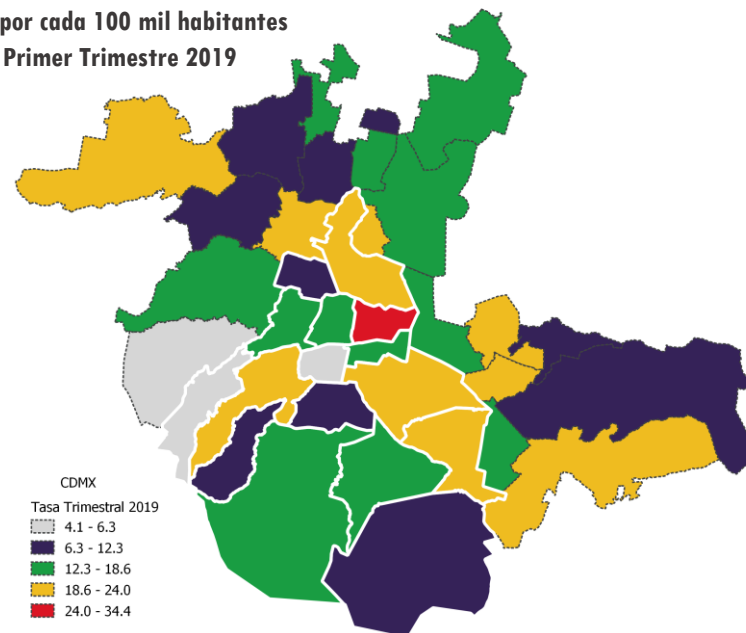 por cada 100 mil habitantes
Primer Trimestre 2019
CDMX
Tasa Trimestral 2019
4.1 - 6.3
6.3 - 12.3
12.3 - 18.6
18.6 - 24.0
24.0 - 34.4